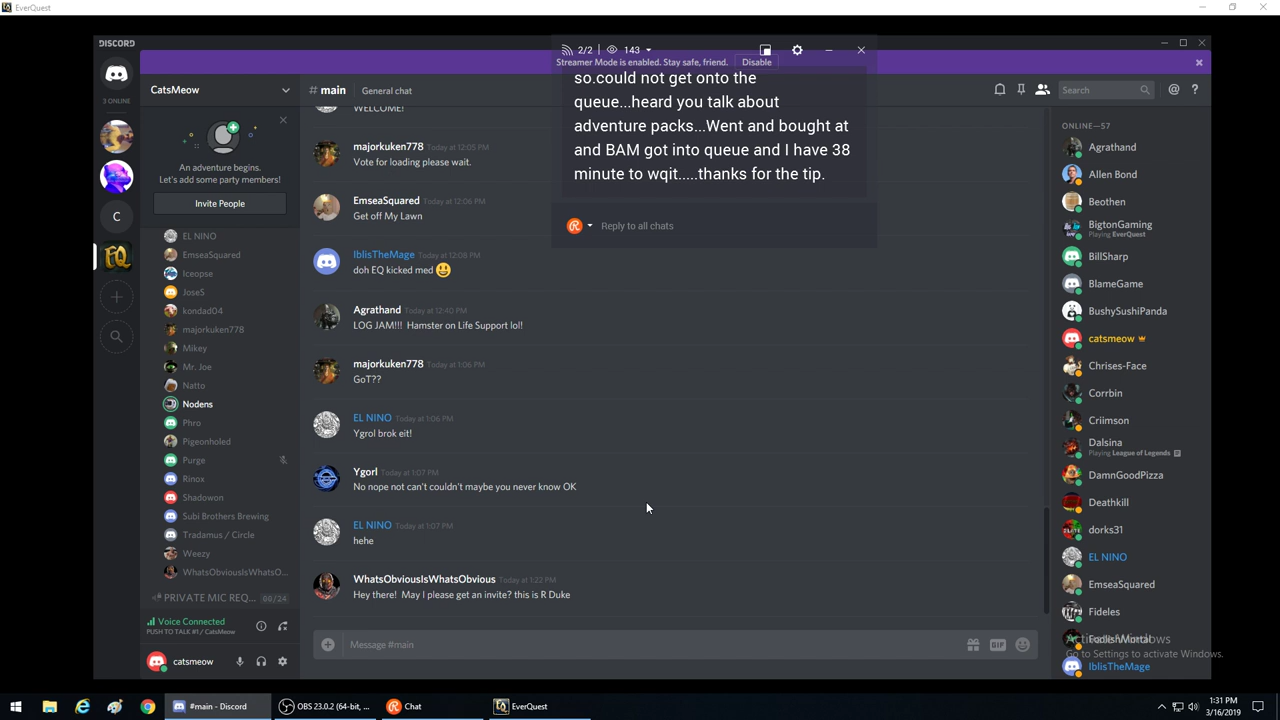 EverQuest
DISCORD
3 ONLINE
C
CatsMeow
An adventure begins.
Let's add some party members!
Invite People
EL NINO
EmseaSquared
Iceopse
JoseS
kondad04
majorkuken778
Mikey
Mr. Joe
Natto
Nodens
Phro
Pigeonholed
Purge
Rinox
Shadowon
Subi Brothers Brewing
Tradamus / Circle
Weezy
WhatsObviousIsWhatsO...
PRIVATE MIC REQ... 00/24
Voice Connected
PUSH TO TALK #1 / CatsMeow
catsmeow
# main General chat
WELCOME!
majorkuken778 Today at 12:05 PM
Vote for loading please wait.
EmseaSquared Today at 12:06 PM
Get off My Lawn
IblisTheMage Today at 12:08 PM
doh EQ kicked med 😃
Agrathand Today at 12:40 PM
LOG JAM!!! Hamster on Life Support lol!
majorkuken778 Today at 1:06 PM
GoT??
EL NINO Today at 1:06 PM
Ygrol brok eit!
Ygorl Today at 1:07 PM
No nope not can't couldn't maybe you never know OK
EL NINO Today at 1:07 PM
hehe
WhatsObviousIsWhatsObvious Today at 1:22 PM
Hey there! May I please get an invite? this is R Duke
Message #main
GIF
2/2 143
Streamer Mode is enabled. Stay safe, friend. Disable
so.could not get onto the
queue...heard you talk about
adventure packs...Went and bought at
and BAM got into queue and I have 38
minute to wqit.....thanks for the tip.
Reply to all chats
Search
ONLINE—57
Agrathand
Allen Bond
Beothen
BigtonGaming
Playing EverQuest
BillSharp
BlameGame
BushySushiPanda
catsmeow
Chrises-Face
Corrbin
Criimson
Dalsina
Playing League of Legends
DamnGoodPizza
Deathkill
dorks31
EL NINO
EmseaSquared
Fideles
Activate Windows
Go to Settings to activate Windows.
IblisTheMage
#main - Discord
OBS 23.0.2 (64-bit, ...
Chat
EverQuest
1:31 PM
3/16/2019